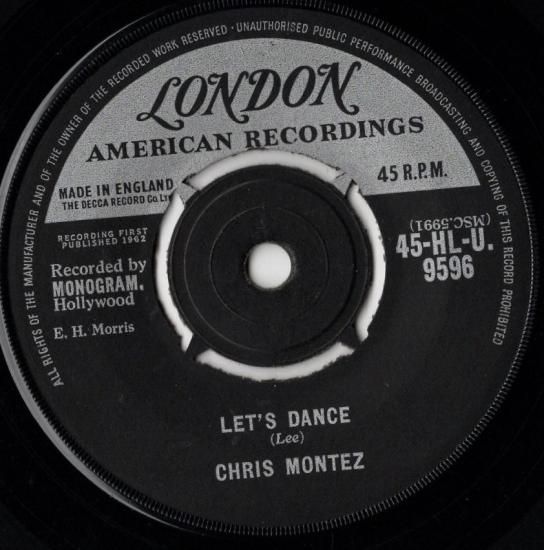 ALL RIGHTS OF THE MANUFACTURER AND OF THE OWNER OF THE RECORDED WORK RESERVED · UNAUTHORISED PUBLIC PERFORMANCE BROADCASTING AND COPYING OF THIS RECORD PROHIBITED
LONDON
AMERICAN RECORDINGS
MADE IN ENGLAND
THE DECCA RECORD Co. Ltd
45 R.P.M.
RECORDING FIRST
PUBLISHED 1962
(MSC.5991)
45-HL-U.
9596
Recorded by
MONOGRAM.
Hollywood
E. H. Morris
LET'S DANCE
(Lee)
CHRIS MONTEZ